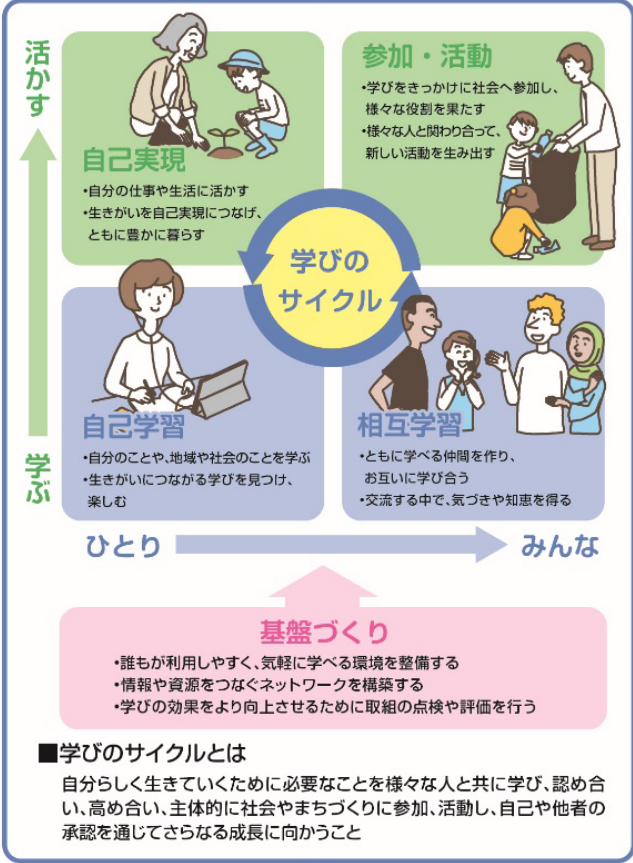 活かす
自己実現
・自分の仕事や生活に活かす
・生きがいを自己実現につなげ、
ともに豊かに暮らす
参加・活動
・学びをきっかけに社会へ参加し、
様々な役割を果たす
・様々な人と関わり合って、
新しい活動を生み出す
学びの
サイクル
自己学習
・自分のことや、地域や社会のことを学ぶ
・生きがいにつながる学びを見つけ、
楽しむ
相互学習
・ともに学べる仲間を作り、
お互いに学び合う
・交流する中で、気づきや知恵を得る
学ぶ
ひとり
みんな
基盤づくり
・誰もが利用しやすく、気軽に学べる環境を整備する
・情報や資源をつなぐネットワークを構築する
・学びの効果をより向上させるために取組の点検や評価を行う
■学びのサイクルとは
自分らしく生きていくために必要なことを様々な人と共に学び、認め合
い、高め合い、主体的に社会やまちづくりに参加、活動し、自己や他者の
承認を通じてさらなる成長に向かうこと